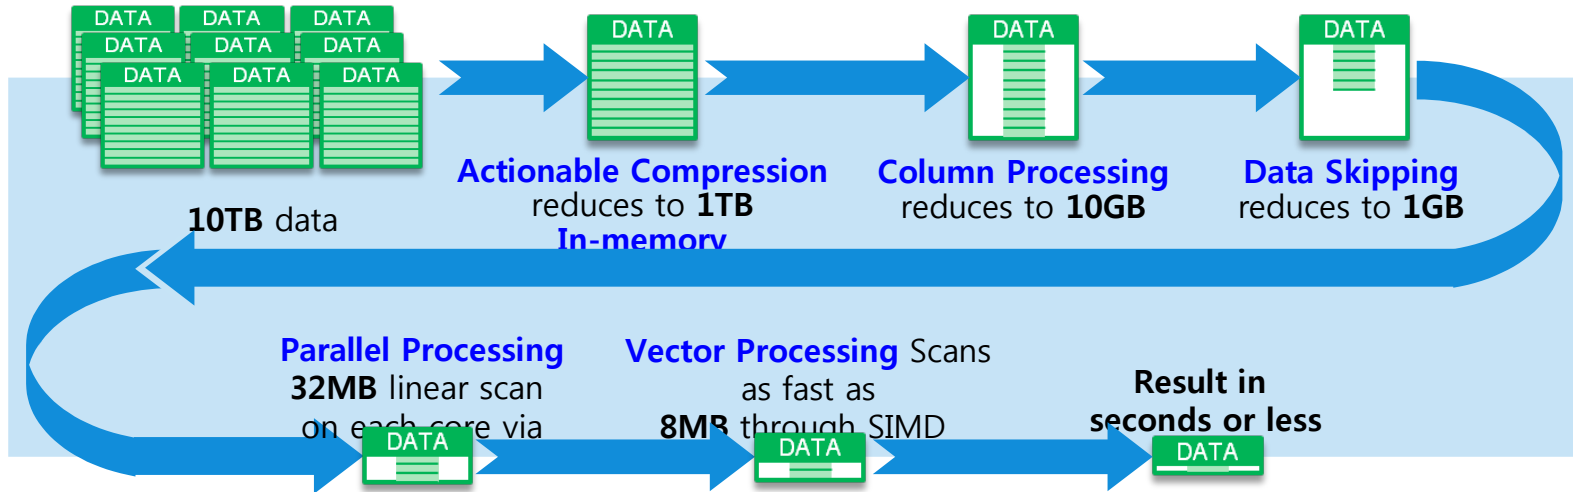 DATA DATA DATA
DATA DATA DATA
DATA DATA DATA
DATA
DATA
DATA
10TB data
Actionable Compression
reduces to 1TB
In-memory
Column Processing
reduces to 10GB
Data Skipping
reduces to 1GB
Parallel Processing
32MB linear scan
on each core via
DATA
Vector Processing Scans
as fast as
8MB through SIMD
DATA
Result in
seconds or less
DATA